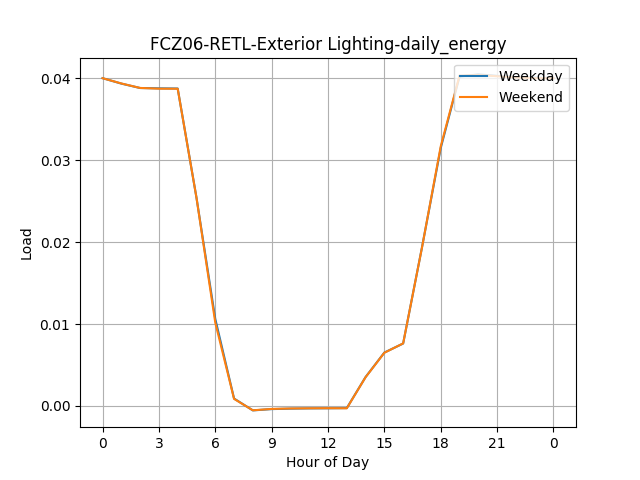 FCZ06-RETL-Exterior Lighting-daily_energy
Weekday
Weekend
0.04
0.03
0.02
0.01
0.00
Load
0 3 6 9 12 15 18 21 0
Hour of Day